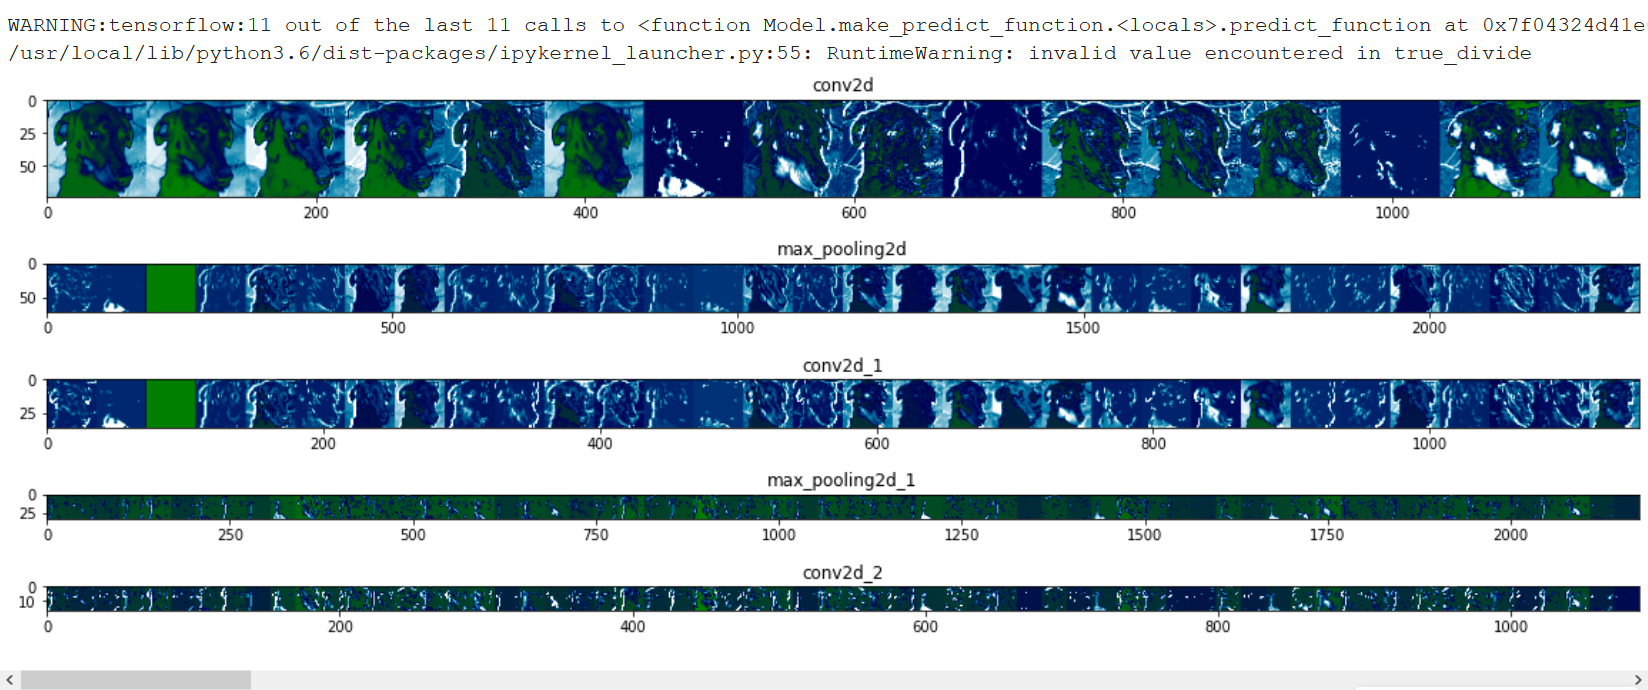 WARNING:tensorflow:11 out of the last 11 calls to <function Model.make_predict_function.<locals>.predict_function at 0x7f04324d41e
/usr/local/lib/python3.6/dist-packages/ipykernel_launcher.py:55: RuntimeWarning: invalid value encountered in true_divide
conv2d
0
25
50
0 200 400 600 800 1000
max_pooling2d
0
50
0 500 1000 1500 2000
conv2d_1
0
25
0 200 400 600 800 1000
max_pooling2d_1
0
25
0 250 500 750 1000 1250 1500 1750 2000
conv2d_2
0
10
0 200 400 600 800 1000